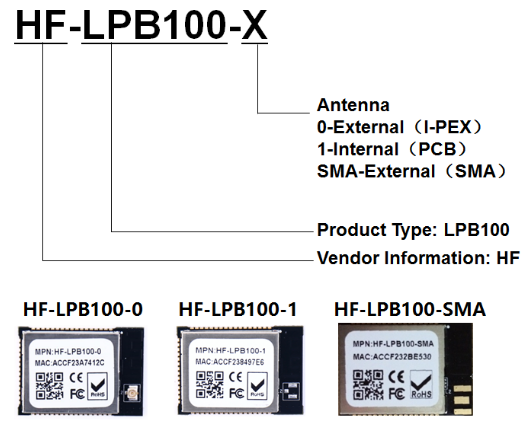 HF-LPB100-X
Antenna
0-External（I-PEX）
1-Internal（PCB）
SMA-External（SMA）
Product Type: LPB100
Vendor Information: HF
HF-LPB100-0
HF-LPB100-1
HF-LPB100-SMA
MPN:HF-LPB100-0
MAC:ACCF23A7412C
CE
FC
RoHS
MPN:HF-LPB100-1
MAC:ACCF238497E6
CE
FC
RoHS
MPN:HF-LPB100-SMA
MAC:ACCF232BE530
CE
FC
RoHS